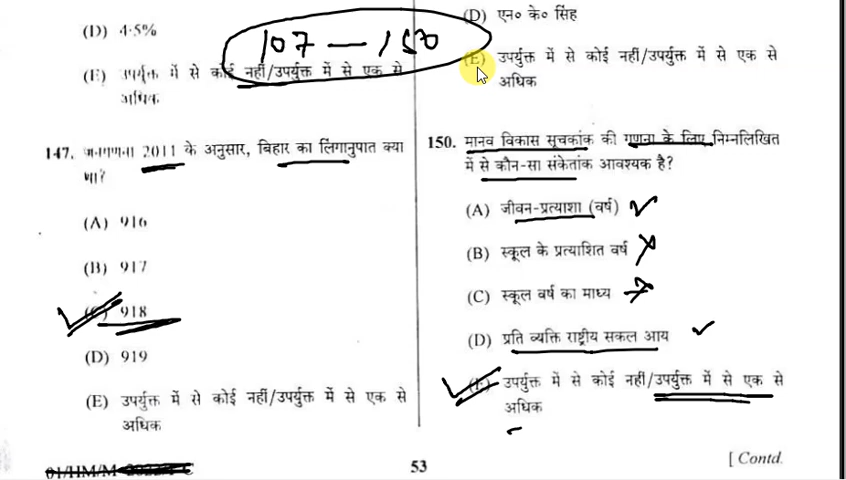 (D) 4·5%
(E) उपर्युक्त में से कोई नहीं/उपर्युक्त में से एक से
अधिक
107 — 150
147. जनगणना 2011 के अनुसार, बिहार का लिंगानुपात क्या
था?
(A) 916
(B) 917
(C) 918
(D) 919
(E) उपर्युक्त में से कोई नहीं/उपर्युक्त में से एक से
अधिक
(D) एन० के० सिंह
(E) उपर्युक्त में से कोई नहीं/उपर्युक्त में से एक से
अधिक
150. मानव विकास सूचकांक की गणना के लिए निम्नलिखित
में से कौन-सा संकेतांक आवश्यक है?
(A) जीवन-प्रत्याशा (वर्ष)
(B) स्कूल के प्रत्याशित वर्ष
(C) स्कूल वर्ष का माध्य
(D) प्रति व्यक्ति राष्ट्रीय सकल आय
(E) उपर्युक्त में से कोई नहीं/उपर्युक्त में से एक से
अधिक
01/HM/M
53
[ Contd.